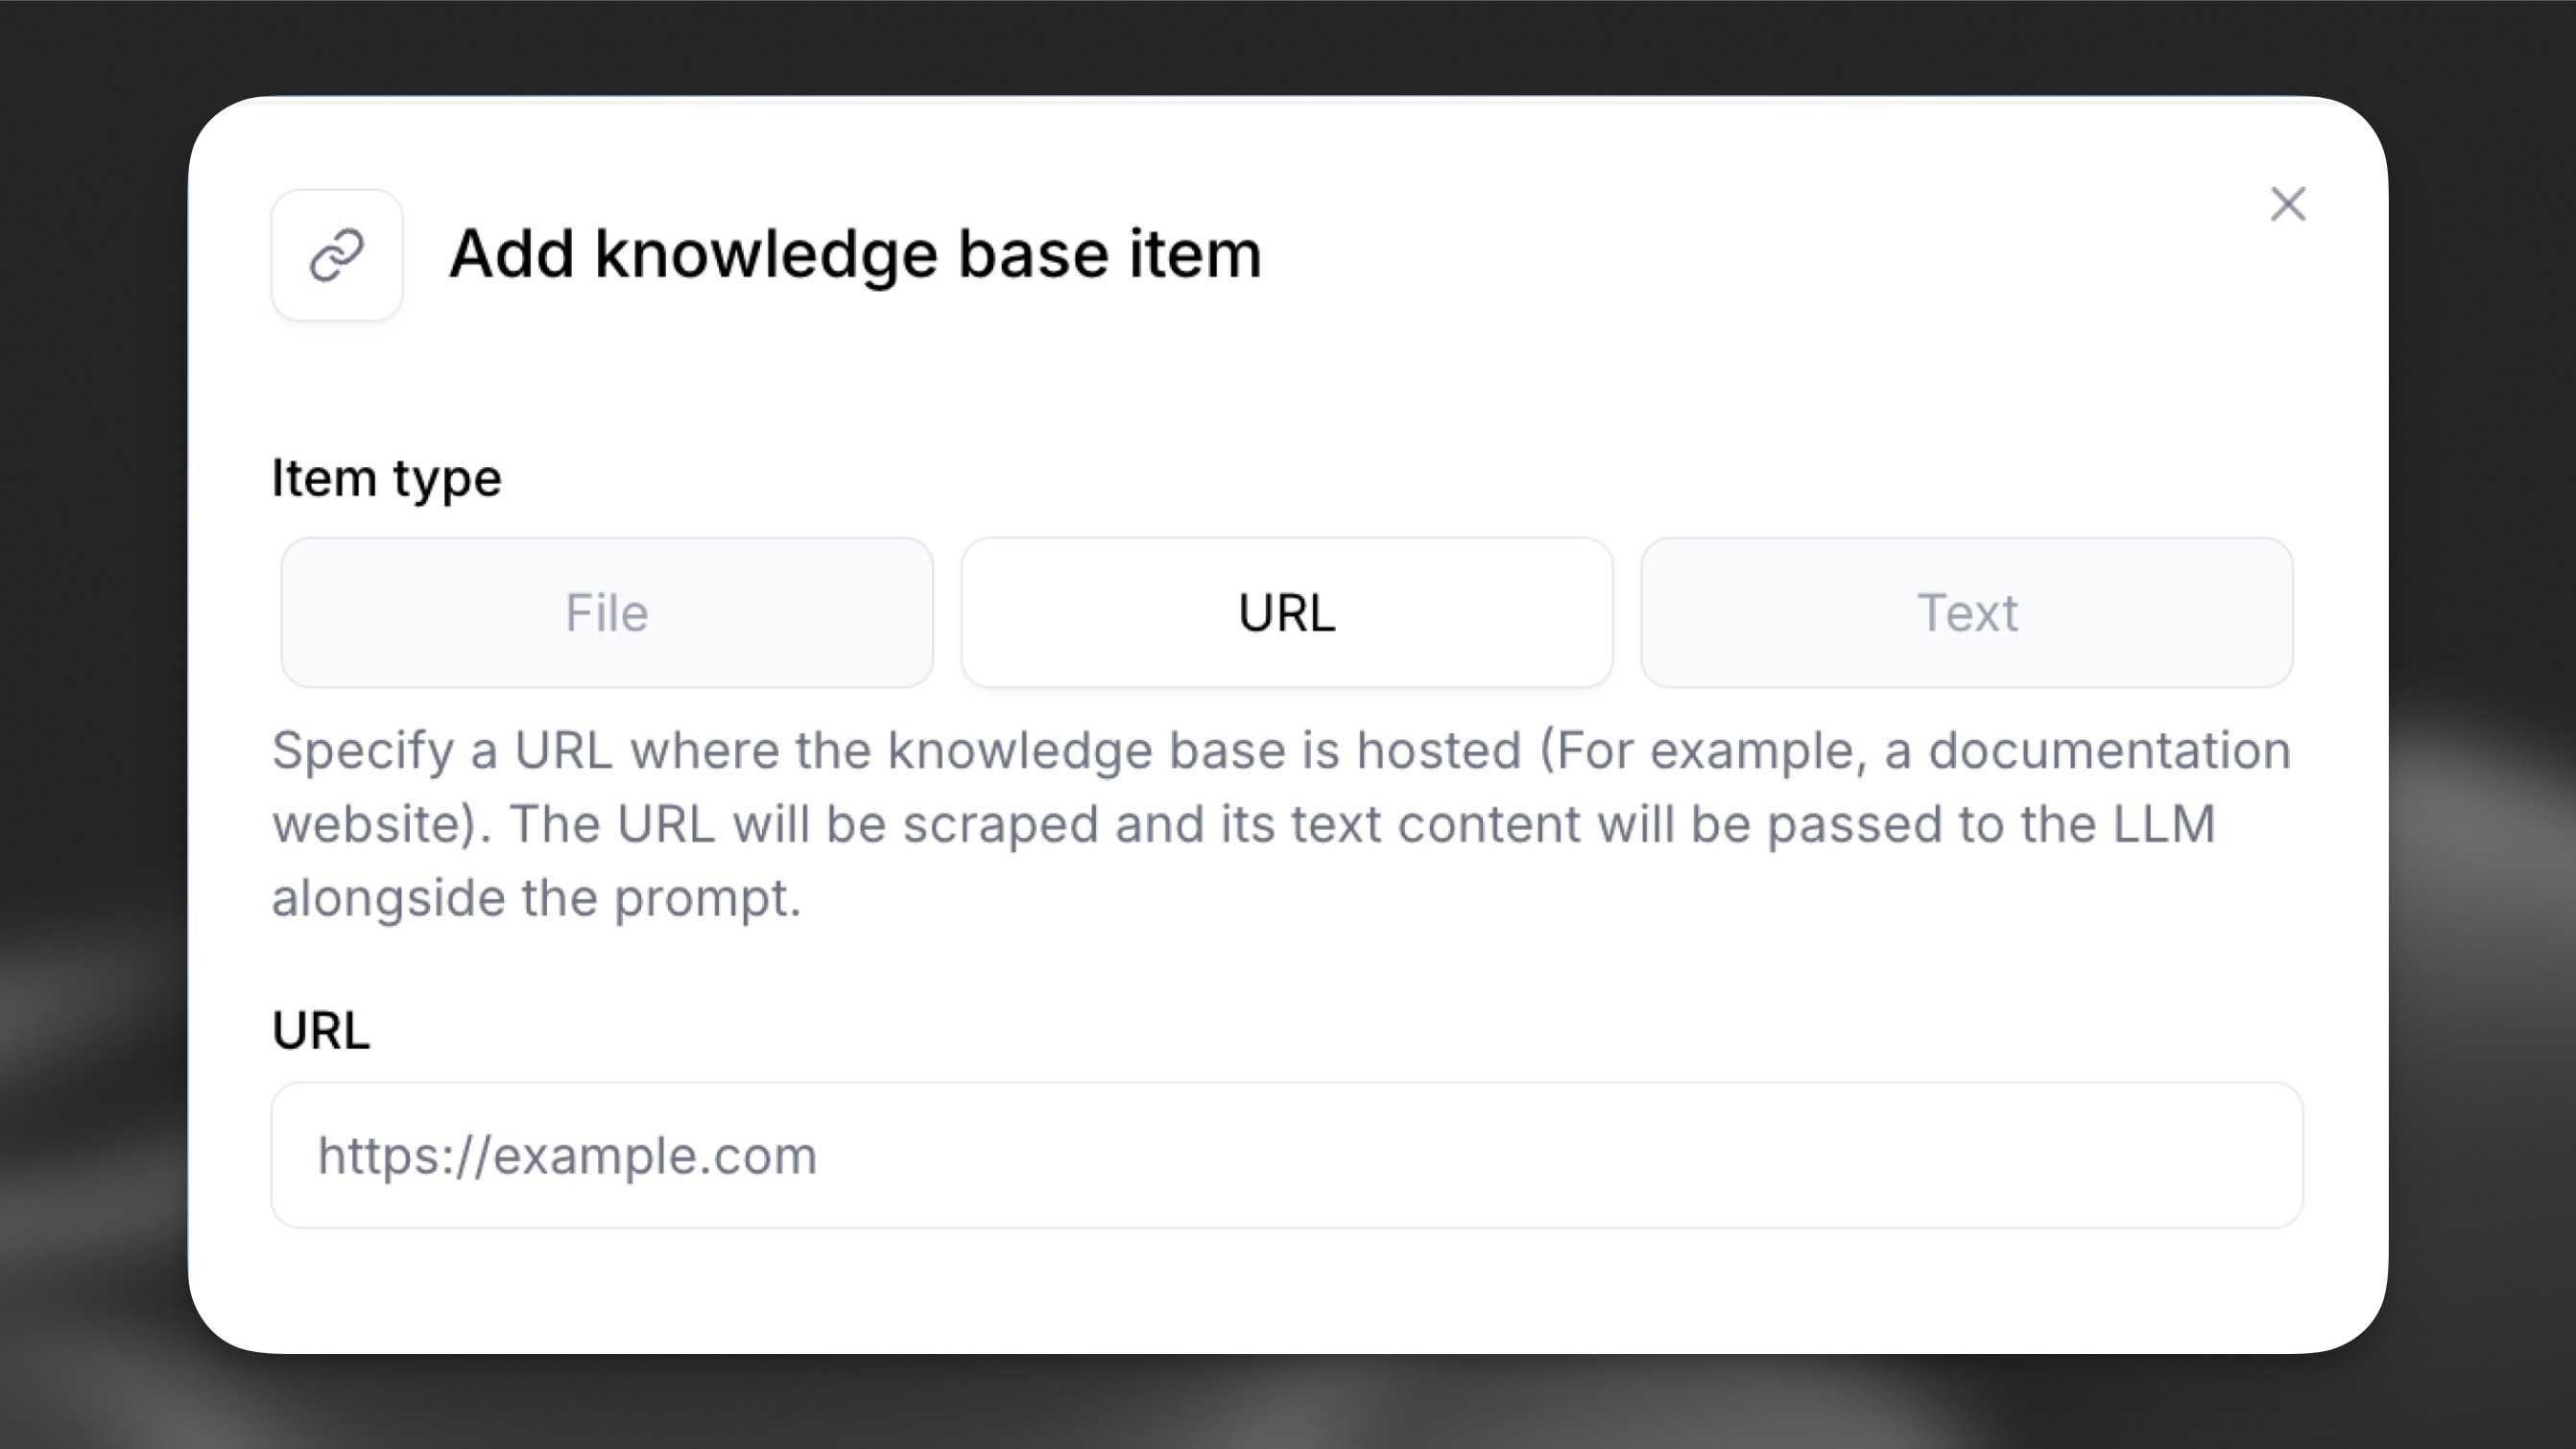 Add knowledge base item
Item type
File
URL
Text
Specify a URL where the knowledge base is hosted (For example, a documentation
website). The URL will be scraped and its text content will be passed to the LLM
alongside the prompt.
URL
https://example.com